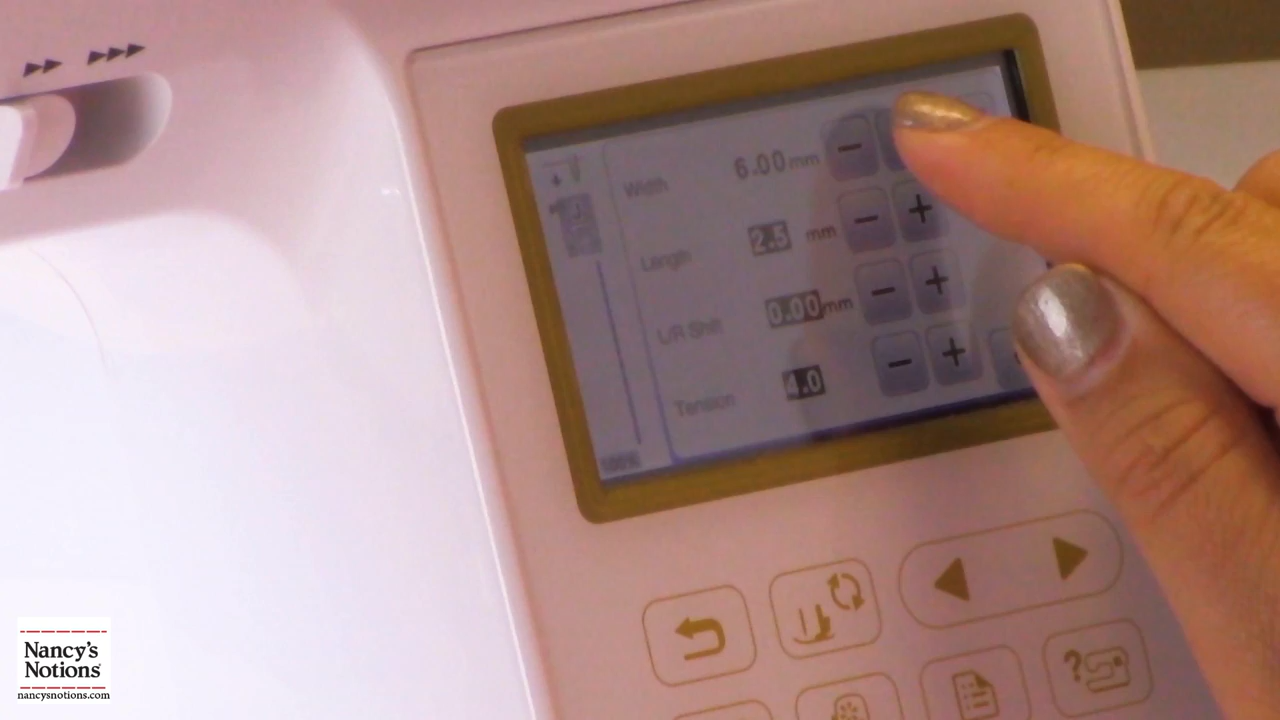 Width 6.00 mm
Length 2.5 mm
L/R Shift 0.00 mm
Tension 4.0
100%
Nancy's
Notions
nancysnotions.com